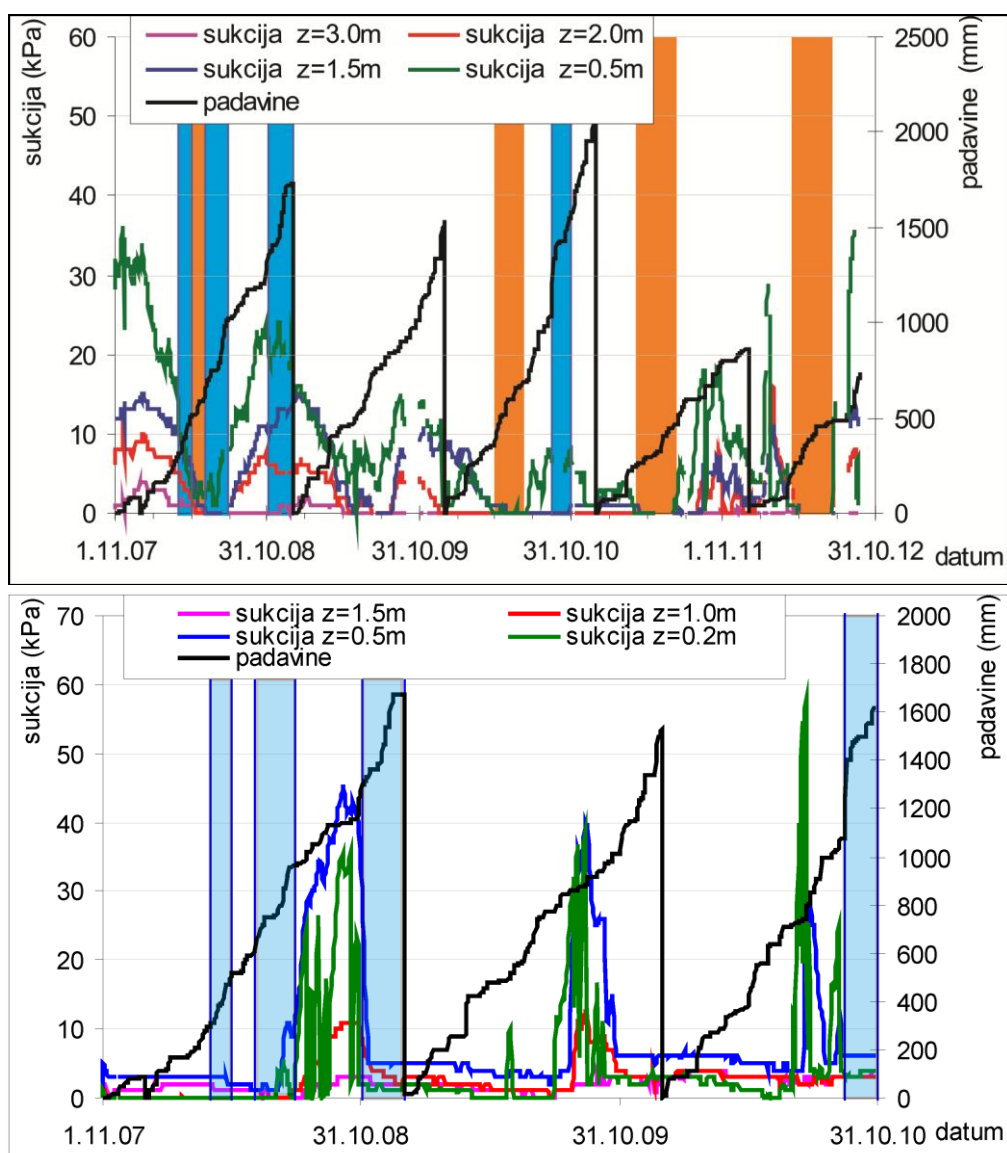 sukcija z=3.0m sukcija z=2.0m
sukcija z=1.5m sukcija z=0.5m
padavine
sukcija (kPa)
60
50
40
30
20
10
0
2500
2000
1500
1000
500
0
padavine (mm)
1.111.07 31.10.08 31.10.09 31.10.10 1.111.11 31.10.12 datum
sukcija z=1.5m sukcija z=1.0m
sukcija z=0.5m sukcija z=0.2m
padavine
sukcija (kPa)
70
60
50
40
30
20
10
0
2000
1800
1600
1400
1200
1000
800
600
400
200
0
padavine (mm)
1.111.07 31.10.08 31.10.09 31.10.10 datum